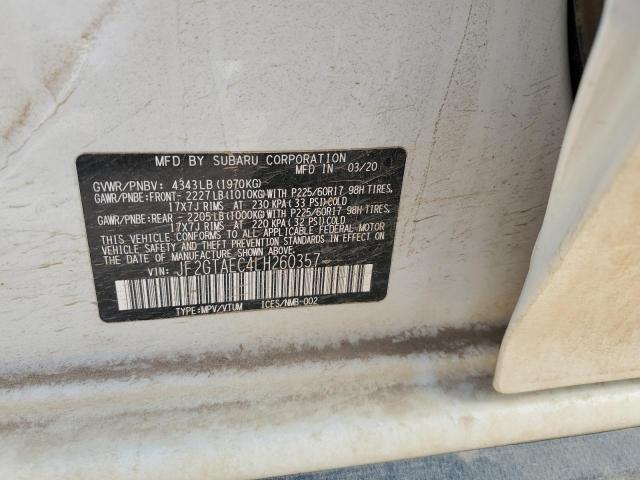 MFD BY SUBARU CORPORATION
MFD IN 03/20
GVWR/PNBV: 4343LB(1970KG)
GAWR/PNBE:FRONT- 2227LB(1010KG)WITH P225/60R17 98H TIRES,
17X7J RIMS AT 230 KPA(33 PSI)COLD
GAWR/PNBE:REAR - 2205LB(1000KG)WITH P225/60R17 98H TIRES,
17X7J RIMS AT 220 KPA(32 PSI)COLD
THIS VEHICLE CONFORMS TO ALL APPLICABLE FEDERAL MOTOR
VEHICLE SAFETY AND THEFT PREVENTION STANDARDS IN EFFECT ON
THE DATE OF MANUFACTURE SHOWN ABOVE.
VIN: JF2GTAEC4LH260357
TYPE:MPV/VTUM ICES/NMB-002